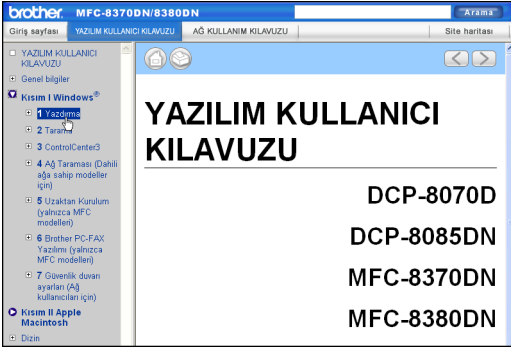 brother. MFC-8370DN/8380DN
Arama
Giriş sayfası YAZILIM KULLANICI KILAVUZU AĞ KULLANIM KILAVUZU Site haritası
YAZILIM KULLANICI
KILAVUZU
Genel bilgiler
Kısım I Windows®
1 Yazdırma
2 Tarama
3 ControlCenter3
4 Ağ Taraması (Dahili
ağa sahip modeller
için)
5 Uzaktan Kurulum
(yalnızca MFC
modelleri)
6 Brother PC-FAX
Yazılımı (yalnızca
MFC modelleri)
7 Güvenlik duvarı
ayarları (Ağ
kullanıcıları için)
Kısım II Apple
Macintosh
Dizin
YAZILIM KULLANICI
KILAVUZU
DCP-8070D
DCP-8085DN
MFC-8370DN
MFC-8380DN